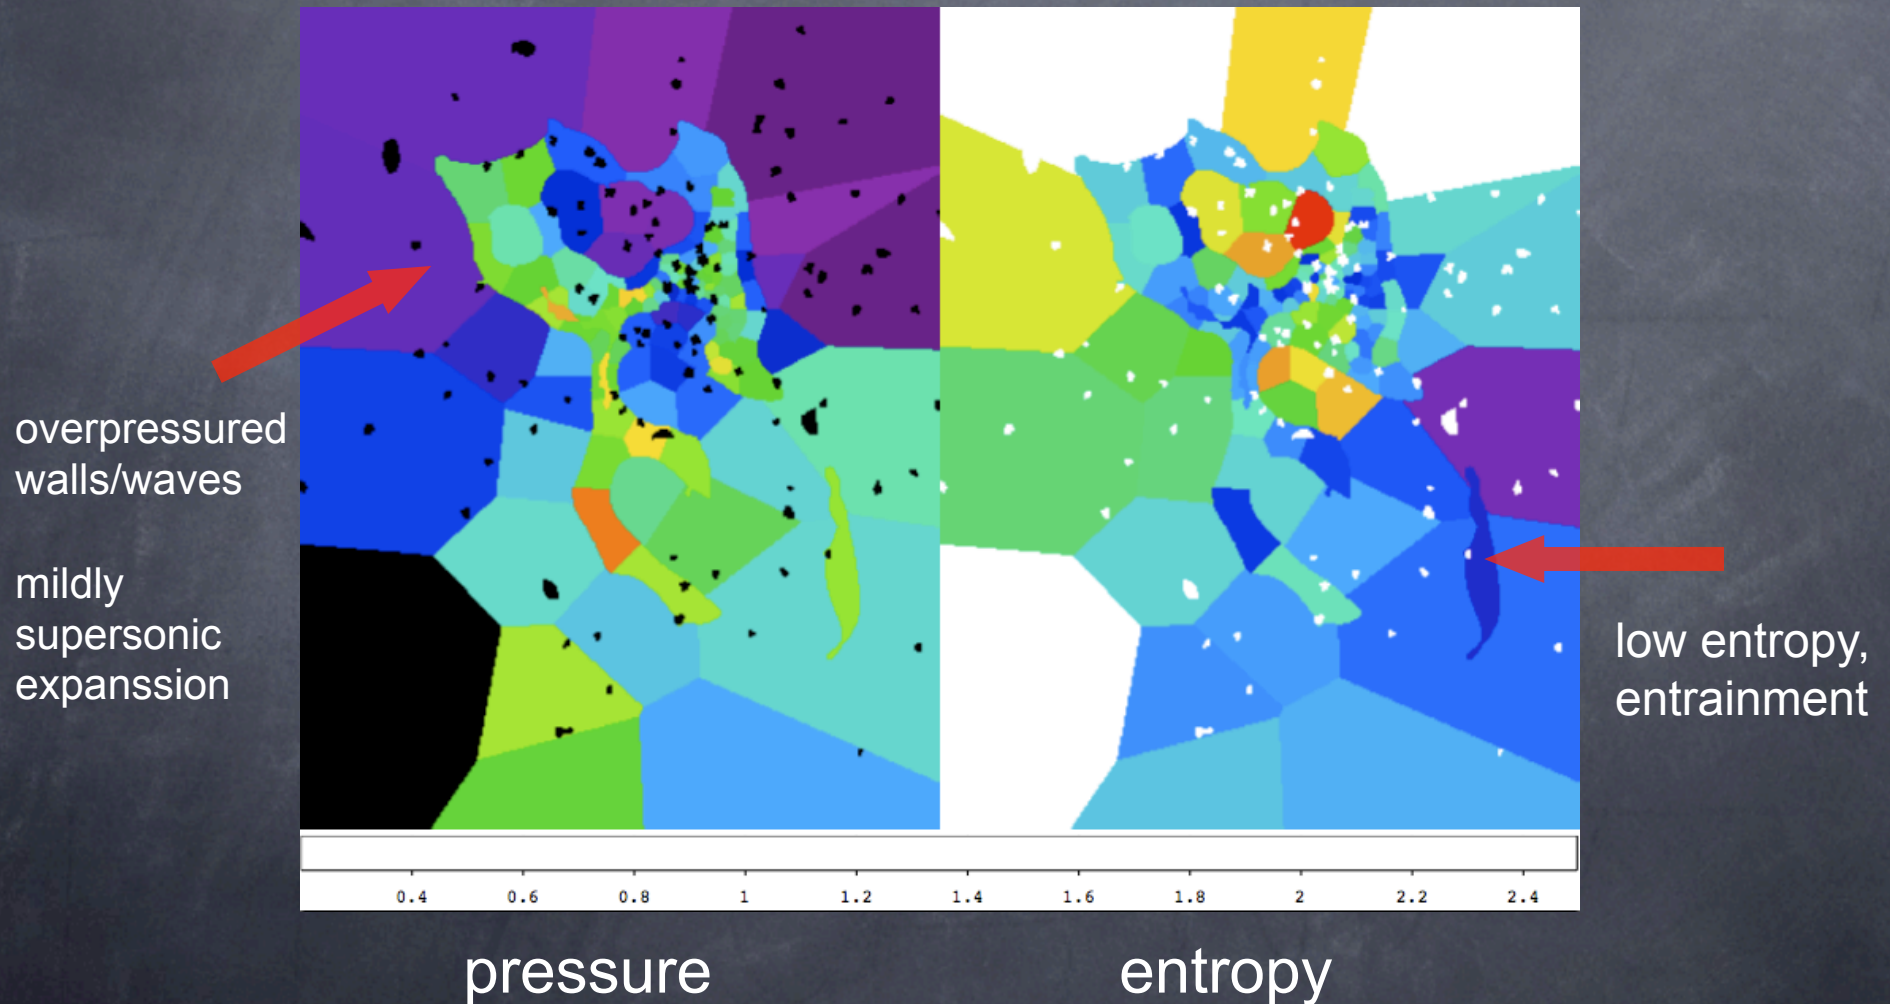 overpressured
walls/waves
mildly
supersonic
expanssion
low entropy,
entrainment
0.4 0.6 0.8 1 1.2 1.4 1.6 1.8 2 2.2 2.4
pressure
entropy